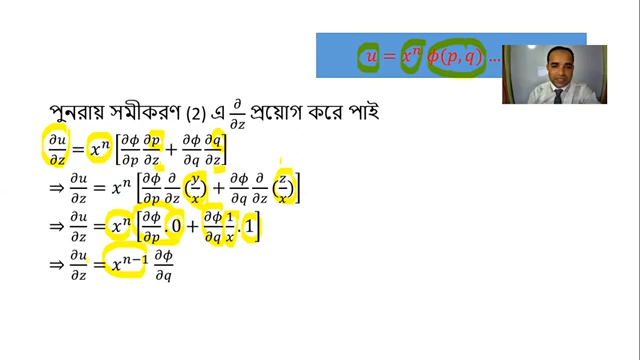 u = xⁿ ϕ(p, q) ...
পুনরায় সমীকরণ (2) এ ∂/∂z প্রয়োগ করে পাই
∂u/∂z = xⁿ [∂ϕ/∂p ∂p/∂z + ∂ϕ/∂q ∂q/∂z]
⇒ ∂u/∂z = xⁿ [∂ϕ/∂p ∂/∂z (y/x) + ∂ϕ/∂q ∂/∂z (z/x)]
⇒ ∂u/∂z = xⁿ [∂ϕ/∂p . 0 + ∂ϕ/∂q 1/x . 1]
⇒ ∂u/∂z = xⁿ⁻¹ ∂ϕ/∂q